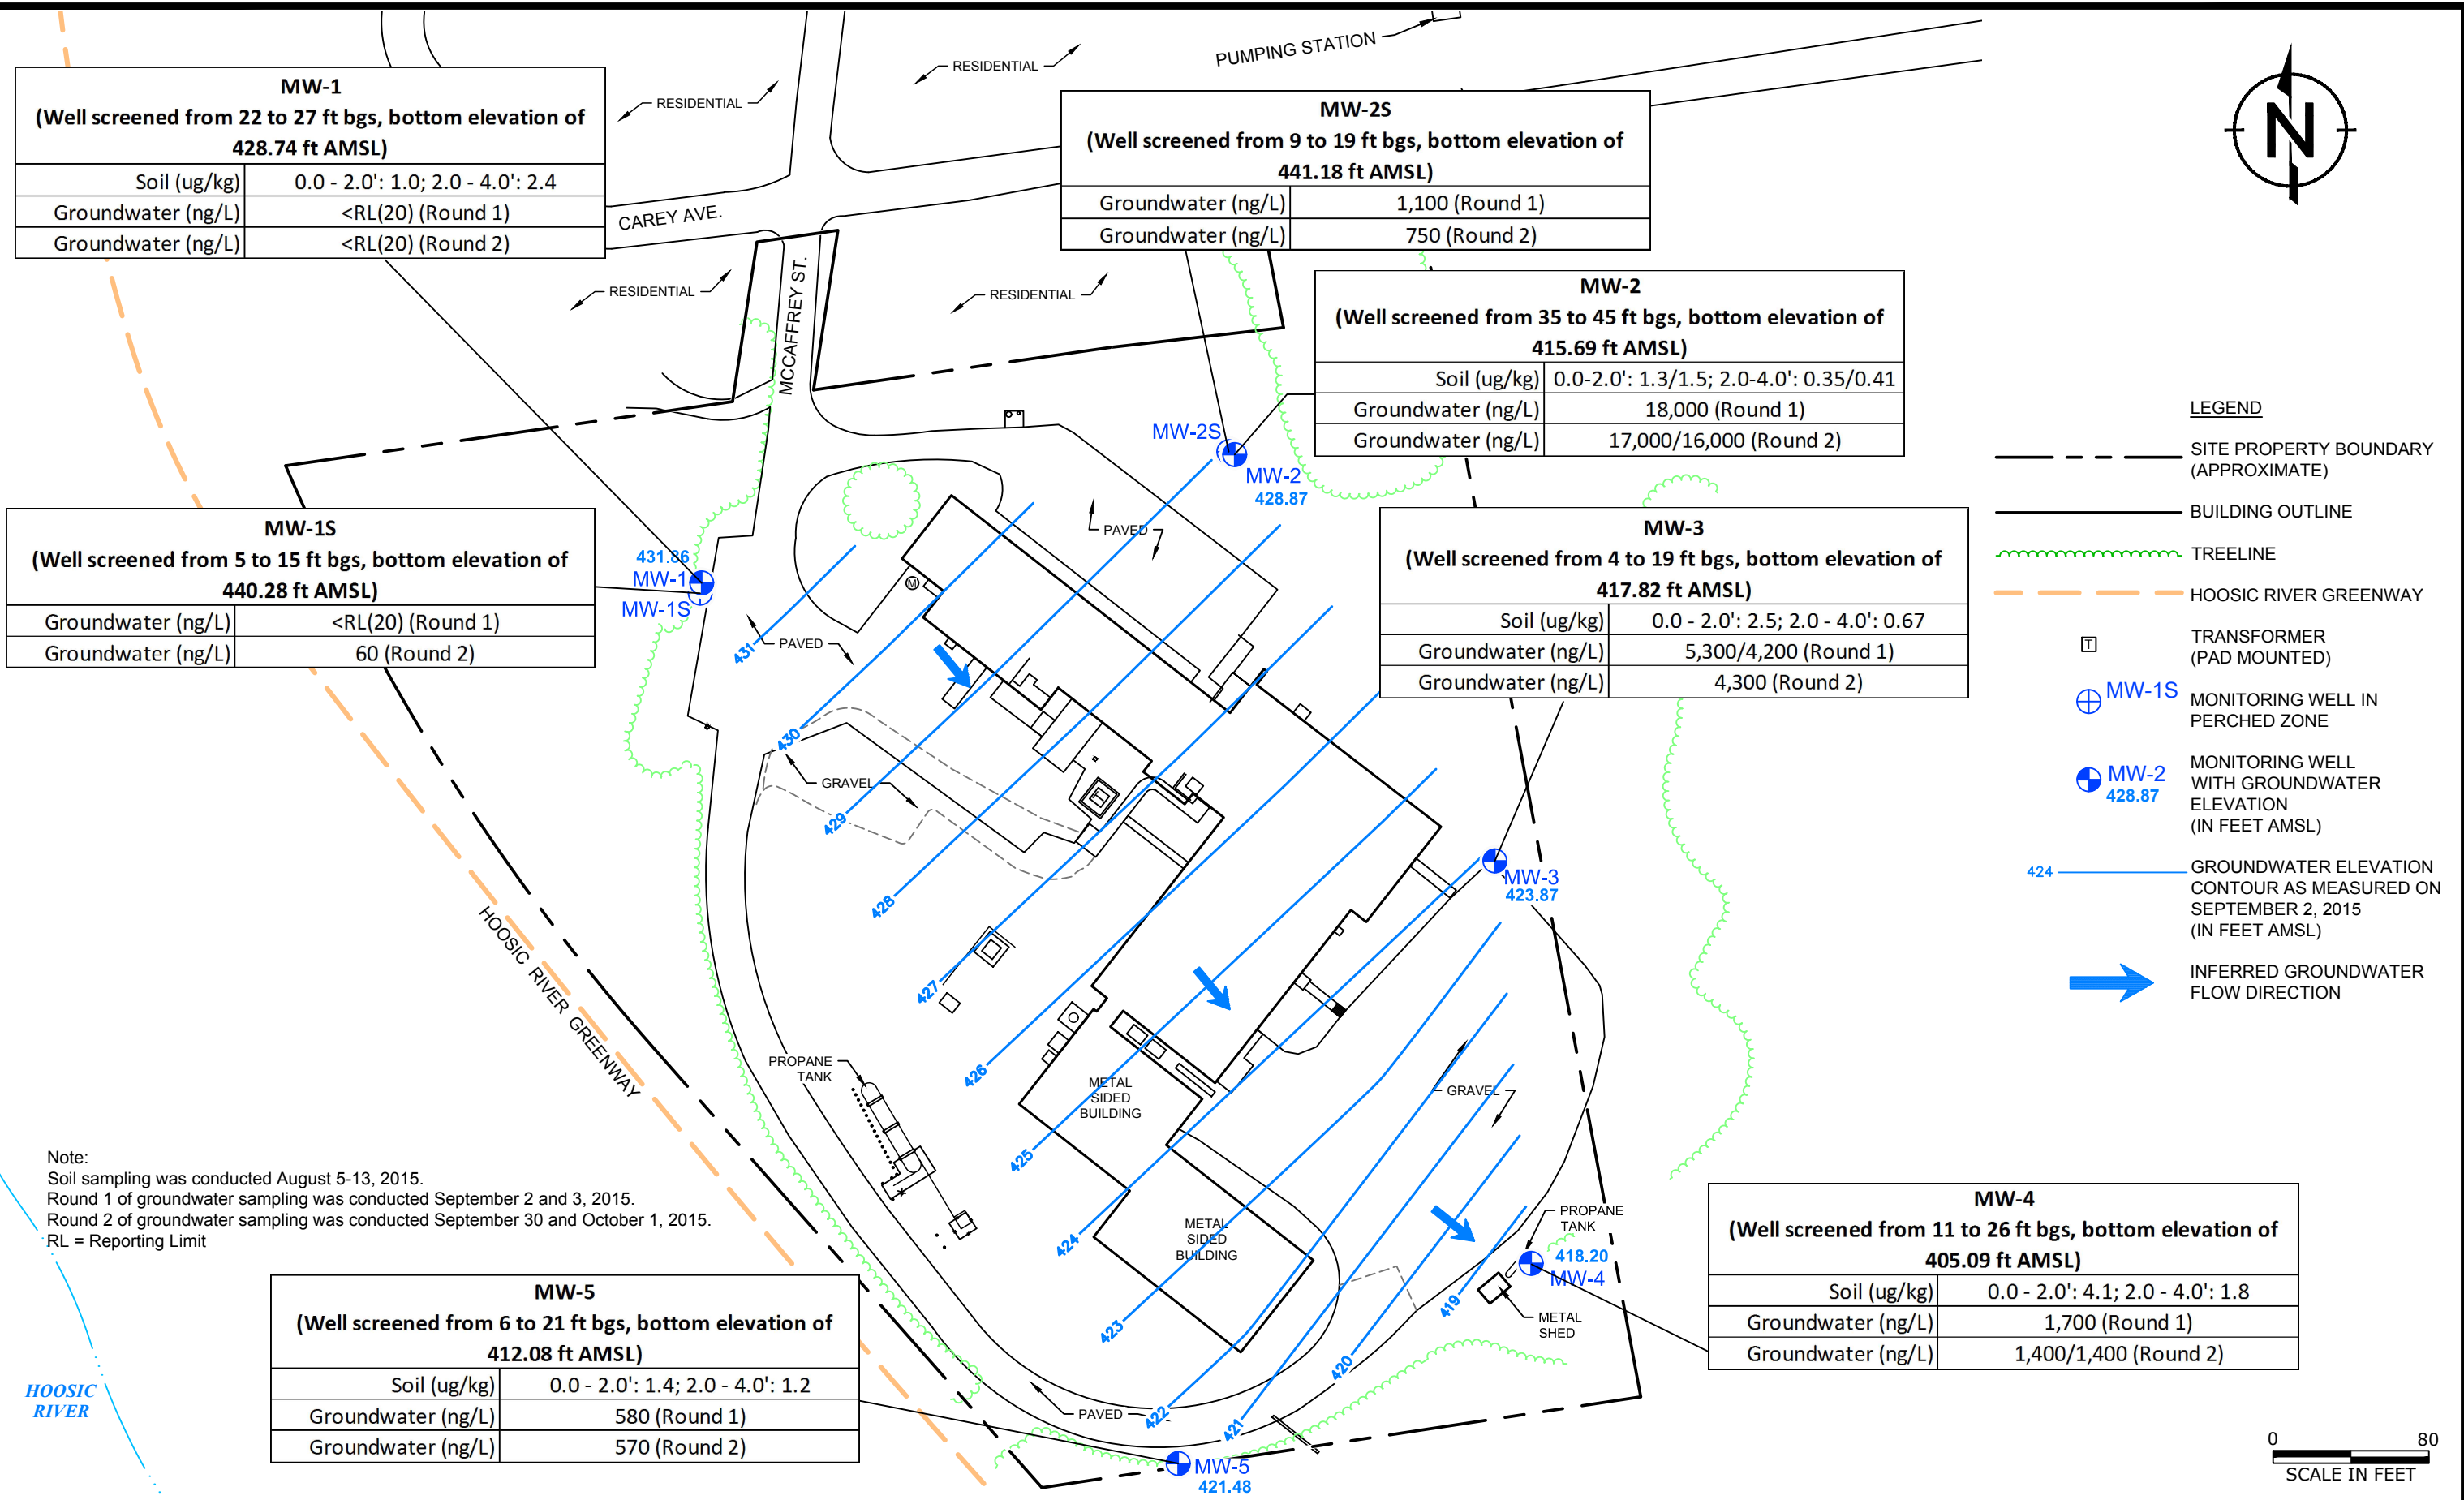 PUMPING STATION
RESIDENTIAL
RESIDENTIAL
N
MW-1
(Well screened from 22 to 27 ft bgs, bottom elevation of
428.74 ft AMSL)
Soil (ug/kg) 0.0 - 2.0': 1.0; 2.0 - 4.0': 2.4
Groundwater (ng/L) <RL(20) (Round 1)
Groundwater (ng/L) <RL(20) (Round 2)
MW-2S
(Well screened from 9 to 19 ft bgs, bottom elevation of
441.18 ft AMSL)
Groundwater (ng/L) 1,100 (Round 1)
Groundwater (ng/L) 750 (Round 2)
CAREY AVE.
MCCAFFREY ST.
RESIDENTIAL
RESIDENTIAL
MW-2
(Well screened from 35 to 45 ft bgs, bottom elevation of
415.69 ft AMSL)
Soil (ug/kg) 0.0-2.0': 1.3/1.5; 2.0-4.0': 0.35/0.41
Groundwater (ng/L) 18,000 (Round 1)
Groundwater (ng/L) 17,000/16,000 (Round 2)
MW-2S
MW-2
428.87
MW-1S
(Well screened from 5 to 15 ft bgs, bottom elevation of
440.28 ft AMSL)
Groundwater (ng/L) <RL(20) (Round 1)
Groundwater (ng/L) 60 (Round 2)
431.86
MW-1
MW-1S
MW-3
(Well screened from 4 to 19 ft bgs, bottom elevation of
417.82 ft AMSL)
Soil (ug/kg) 0.0 - 2.0': 2.5; 2.0 - 4.0': 0.67
Groundwater (ng/L) 5,300/4,200 (Round 1)
Groundwater (ng/L) 4,300 (Round 2)
PAVED
M
PAVED
431
430
GRAVEL
T
429
428
427
426
425
424
423
422
421
420
419
MW-3
423.87
HOOSIC RIVER GREENWAY
PROPANE
TANK
METAL
SIDED
BUILDING
GRAVEL
METAL
SIDED
BUILDING
PROPANE
TANK
418.20
MW-4
METAL
SHED
PAVED
MW-5
421.48
LEGEND
SITE PROPERTY BOUNDARY
(APPROXIMATE)
BUILDING OUTLINE
TREELINE
HOOSIC RIVER GREENWAY
T TRANSFORMER
(PAD MOUNTED)
MW-1S MONITORING WELL IN
PERCHED ZONE
MW-2
428.87
MONITORING WELL
WITH GROUNDWATER
ELEVATION
(IN FEET AMSL)
424 GROUNDWATER ELEVATION
CONTOUR AS MEASURED ON
SEPTEMBER 2, 2015
(IN FEET AMSL)
INFERRED GROUNDWATER
FLOW DIRECTION
Note:
Soil sampling was conducted August 5-13, 2015.
Round 1 of groundwater sampling was conducted September 2 and 3, 2015.
Round 2 of groundwater sampling was conducted September 30 and October 1, 2015.
RL = Reporting Limit
MW-4
(Well screened from 11 to 26 ft bgs, bottom elevation of
405.09 ft AMSL)
Soil (ug/kg) 0.0 - 2.0': 4.1; 2.0 - 4.0': 1.8
Groundwater (ng/L) 1,700 (Round 1)
Groundwater (ng/L) 1,400/1,400 (Round 2)
MW-5
(Well screened from 6 to 21 ft bgs, bottom elevation of
412.08 ft AMSL)
Soil (ug/kg) 0.0 - 2.0': 1.4; 2.0 - 4.0': 1.2
Groundwater (ng/L) 580 (Round 1)
Groundwater (ng/L) 570 (Round 2)
HOOSIC
RIVER
0 80
SCALE IN FEET